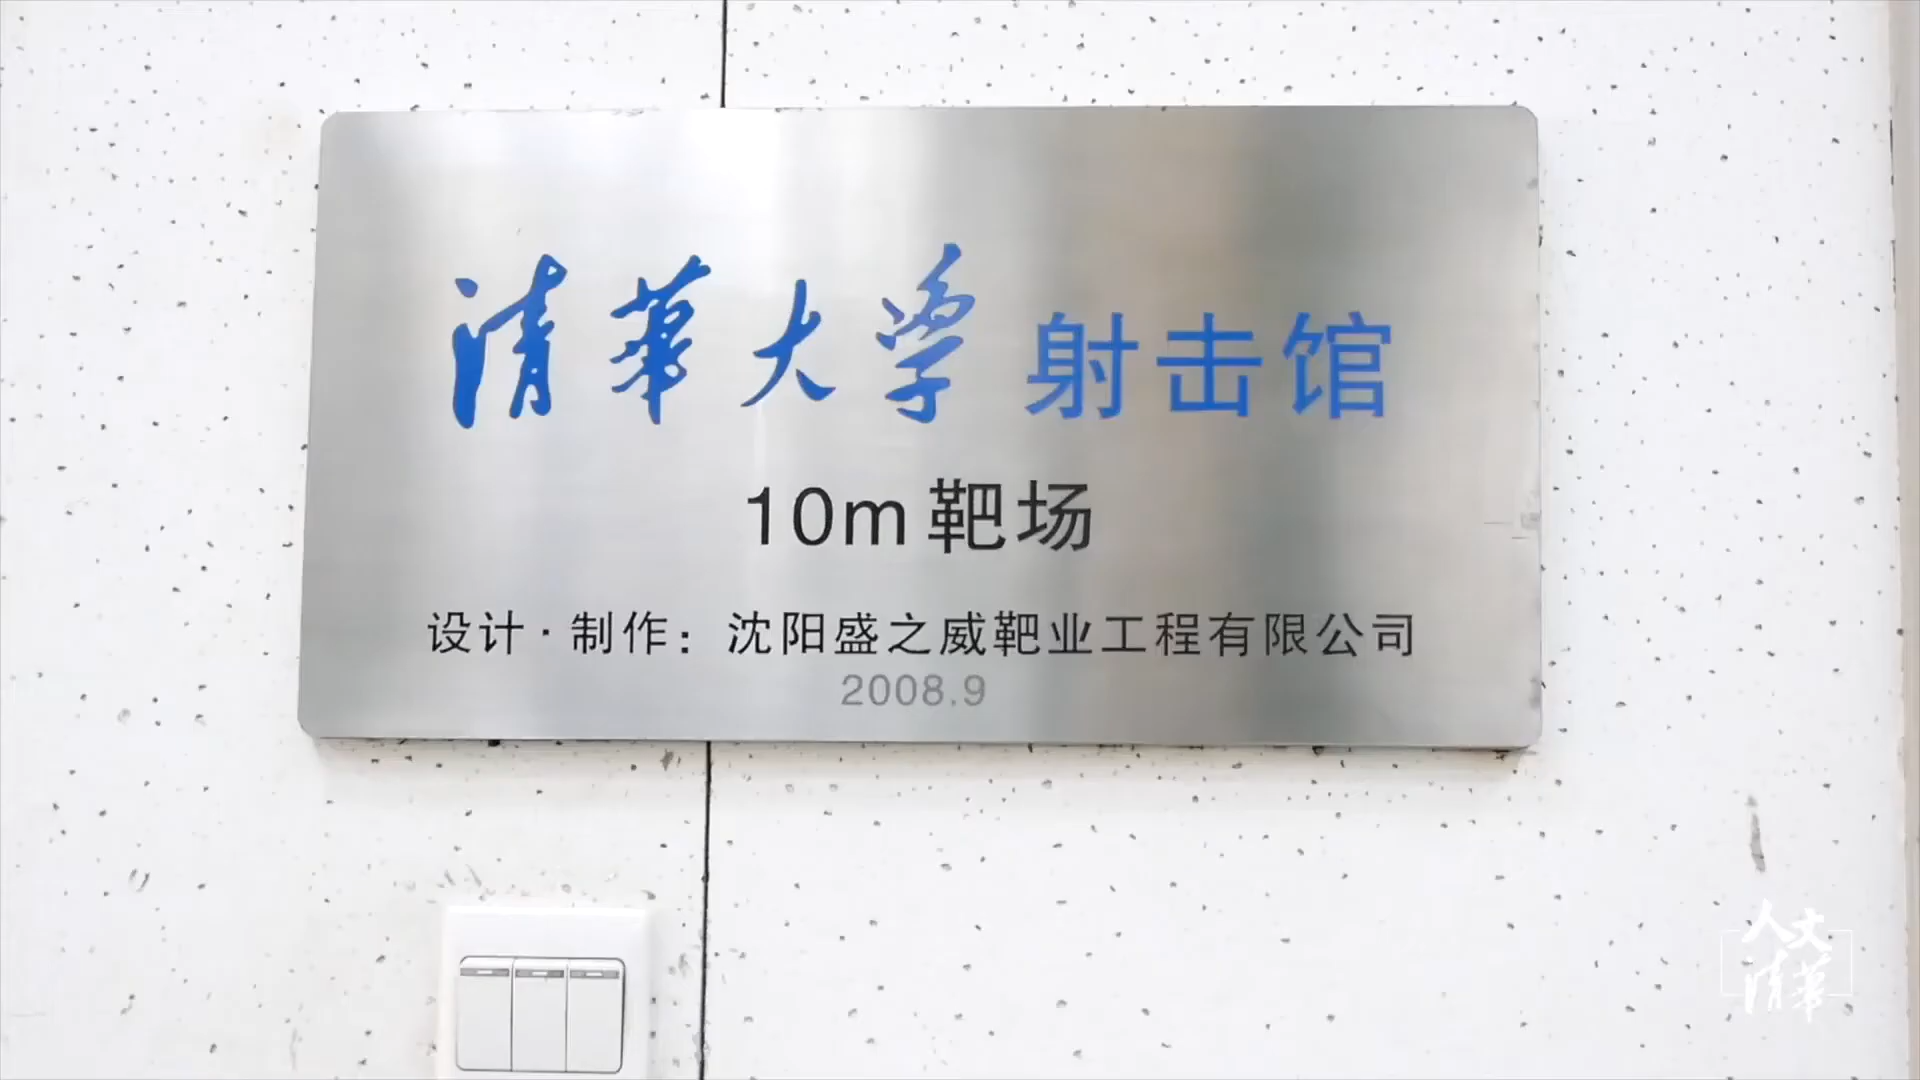 清華大学射击馆
10m靶场
设计·制作：沈阳盛之威靶业工程有限公司
2008.9
人文
清華